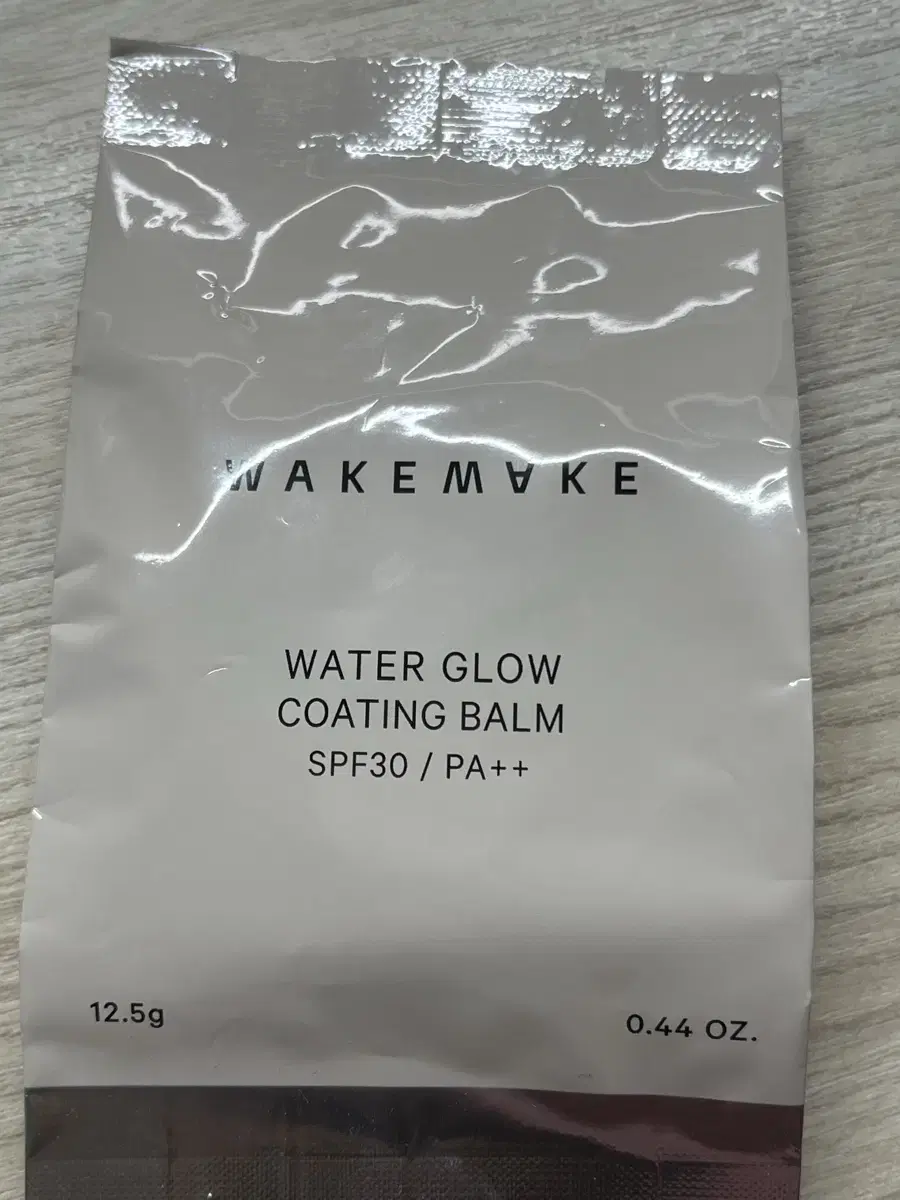 WAKEMAKE
WATER GLOW
COATING BALM
SPF30 / PA++
12.5g
0.44 OZ.